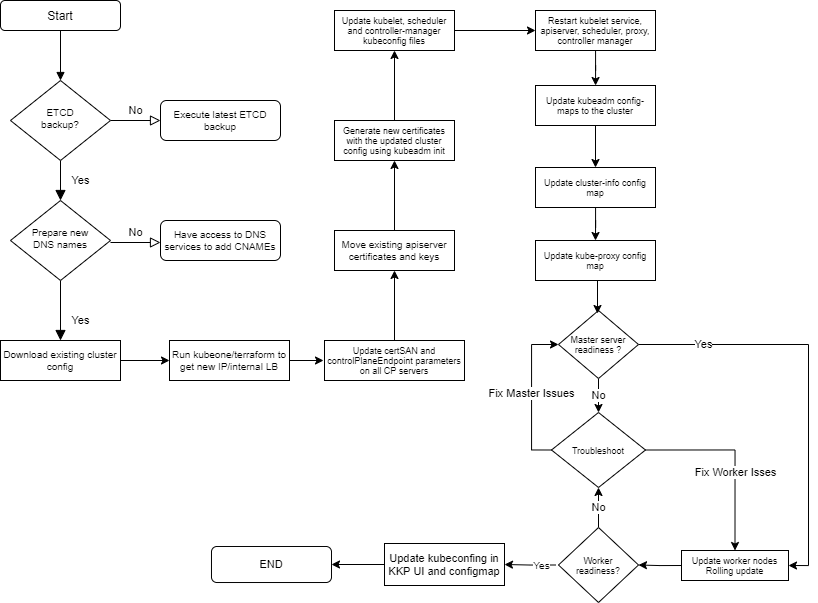 Start
ETCD
backup?
No
Execute latest ETCD
backup
Yes
Prepare new
DNS names
No
Have access to DNS
services to add CNAMEs
Yes
Download existing cluster
config
Run kubeone/terraform to
get new IP/internal LB
Update certSAN and
controlPlaneEndpoint parameters
on all CP servers
Move existing apiserver
certificates and keys
Generate new certificates
with the updated cluster
config using kubeadm init
Update kubelet, scheduler
and controller-manager
kubeconfig files
Restart kubelet service,
apiserver, scheduler, proxy,
controller manager
Update kubeadm config-
maps to the cluster
Update cluster-info config
map
Update kube-proxy config
map
Master server
readiness ?
Yes
No
Fix Master Issues
Troubleshoot
Fix Worker Isses
No
Update worker nodes
Rolling update
Worker
readiness?
Yes
Update kubeconfing in
KKP UI and configmap
END